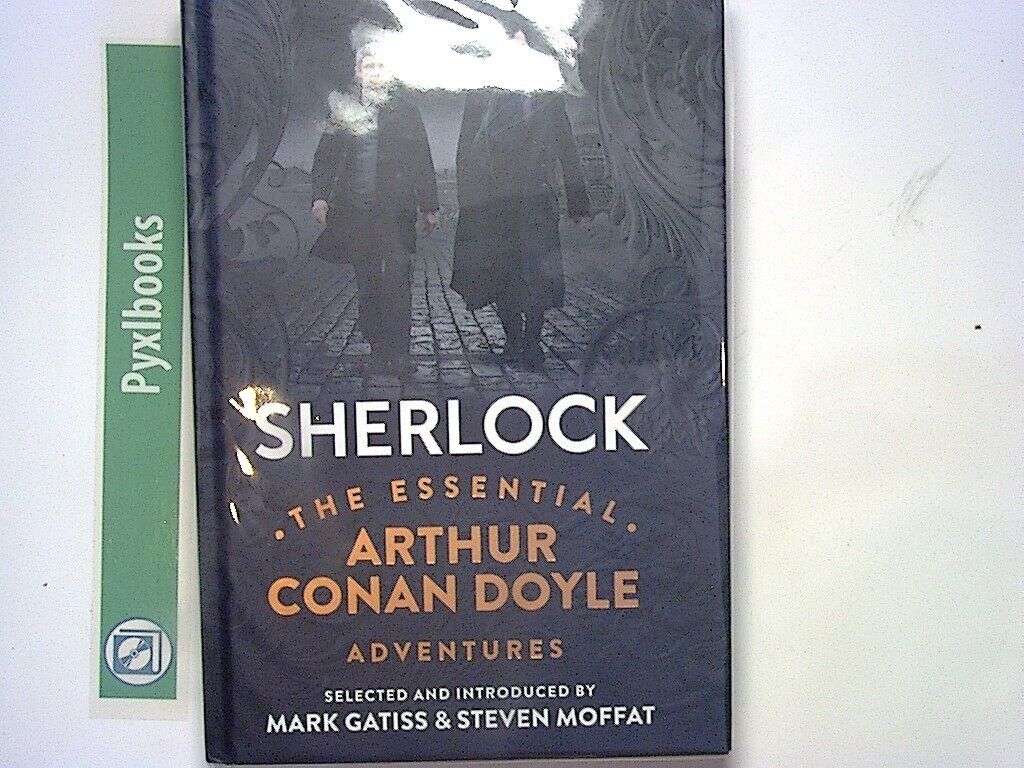 Pyxlbooks
SHERLOCK
·THE ESSENTIAL·
ARTHUR
CONAN DOYLE
ADVENTURES
SELECTED AND INTRODUCED BY
MARK GATISS & STEVEN MOFFAT